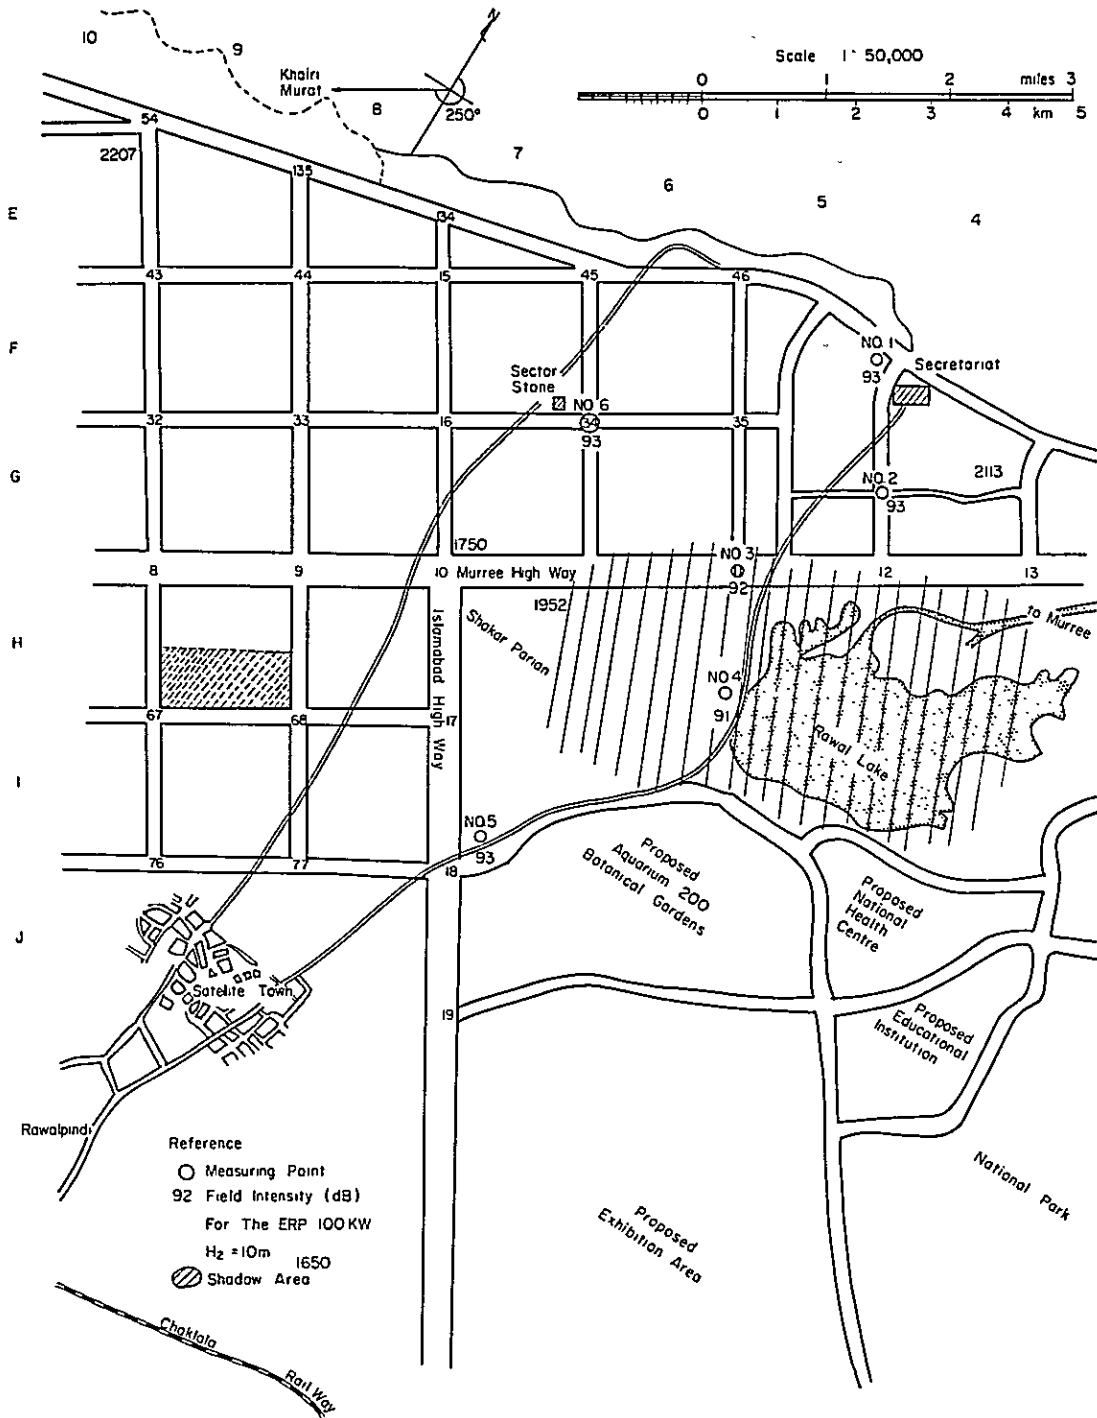 N
10
9
Scale 1: 50,000
Khairi
Murat
8
250°
0 1 2 miles 3
0 1 2 3 4 km 5
54
2207
135
7
6
5
4
E
134
43
44
15
45
46
F
NO. 1
93
Secretariat
Sector
Stone
NO. 6
32
33
16
34
35
93
G
2113
NO. 2
93
1750
NO. 3
8
9
10
Murree High Way
92
12
13
1952
to Murree
H
Shakar Parian
Islamabad High Way
NO. 4
91
67
68
17
Rawal Lake
I
NO. 5
93
76
77
18
Proposed
Aquarium 200
Botanical Gardens
Proposed
National
Health
Centre
J
Satelite Town
19
Proposed
Educational
Institution
Rawalpindi
Reference
Measuring Point
92 Field Intensity (dB)
For The ERP 100 KW
H2 = 10m
1650
Shadow Area
National Park
Proposed
Exhibition Area
Chaklala
Rail Way